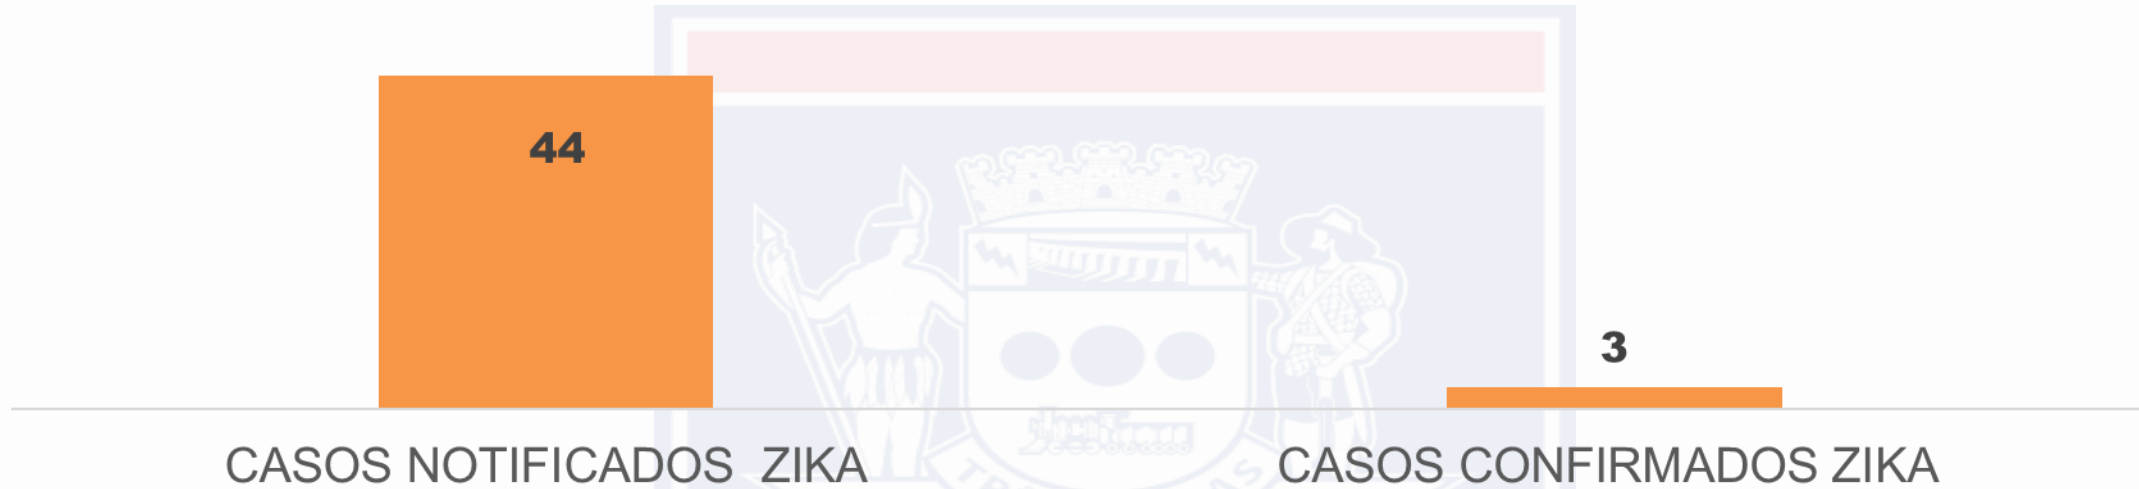 44
3
CASOS NOTIFICADOS  ZIKA
CASOS CONFIRMADOS ZIKA